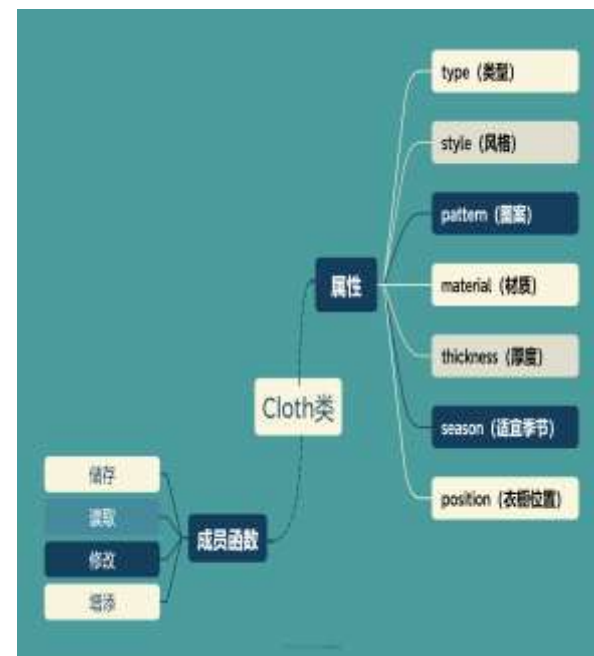 type（类型）
style（风格）
pattern（图案）
属性
material（材质）
thickness（厚度）
Cloth类
season（适宜季节）
储存
position（衣橱位置）
读取
成员函数
修改
增添